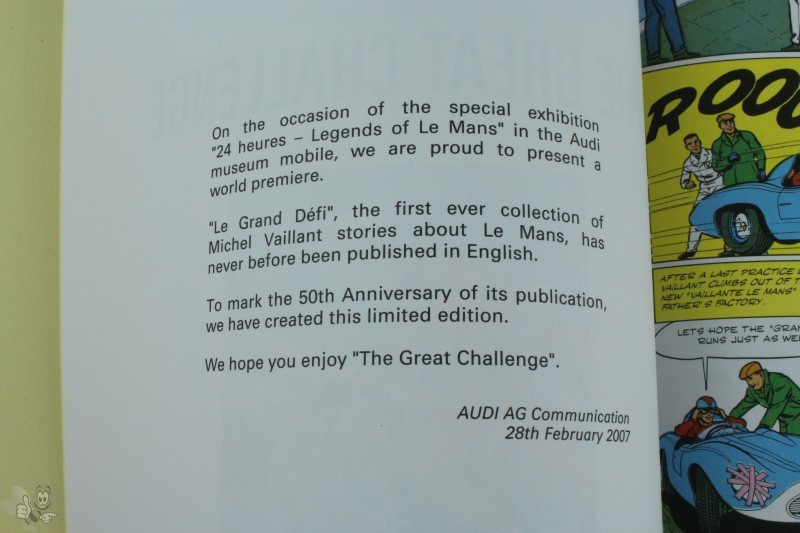 On the occasion of the special exhibition
"24 heures – Legends of Le Mans" in the Audi
museum mobile, we are proud to present a
world premiere.
"Le Grand Défi", the first ever collection of
Michel Vaillant stories about Le Mans, has
never before been published in English.
To mark the 50th Anniversary of its publication,
we have created this limited edition.
We hope you enjoy "The Great Challenge".
AUDI AG Communication
28th February 2007
AFTER A LAST PRACTICE
VAILLANT CLIMBS OUT OF
NEW "VAILLANTE LE MANS"
FATHER'S FACTORY.
LETS HOPE THE
RUNS JUST AS